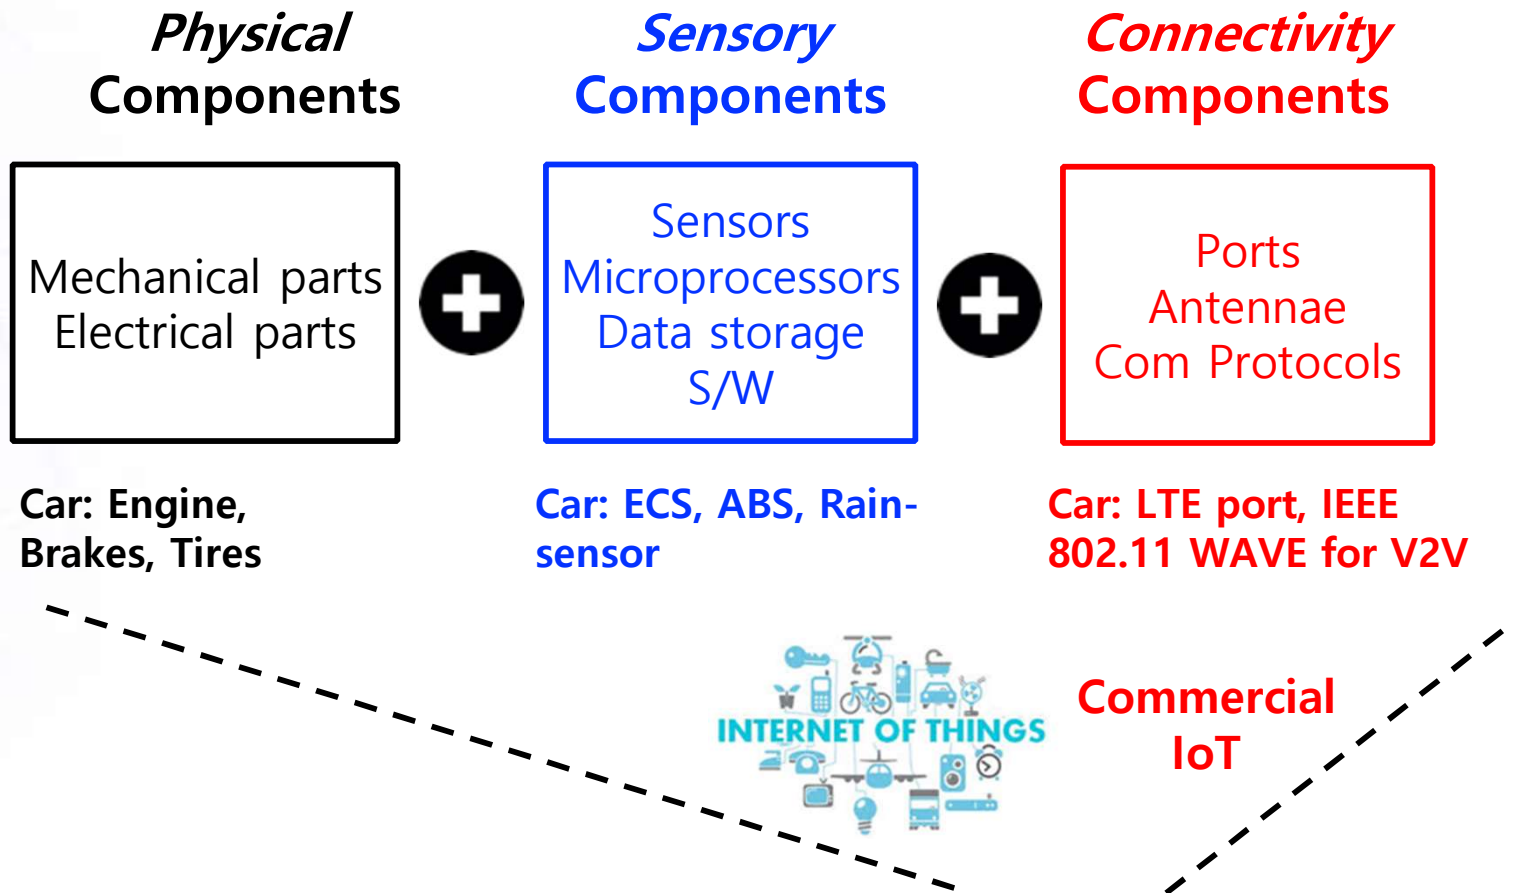 Physical
Components
Sensory
Components
Connectivity
Components
Mechanical parts
Electrical parts
Sensors
Microprocessors
Data storage
S/W
Ports
Antennae
Com Protocols
Car: Engine,
Brakes, Tires
Car: ECS, ABS, Rain-
sensor
Car: LTE port, IEEE
802.11 WAVE for V2V
INTERNET OF THINGS
Commercial
IoT